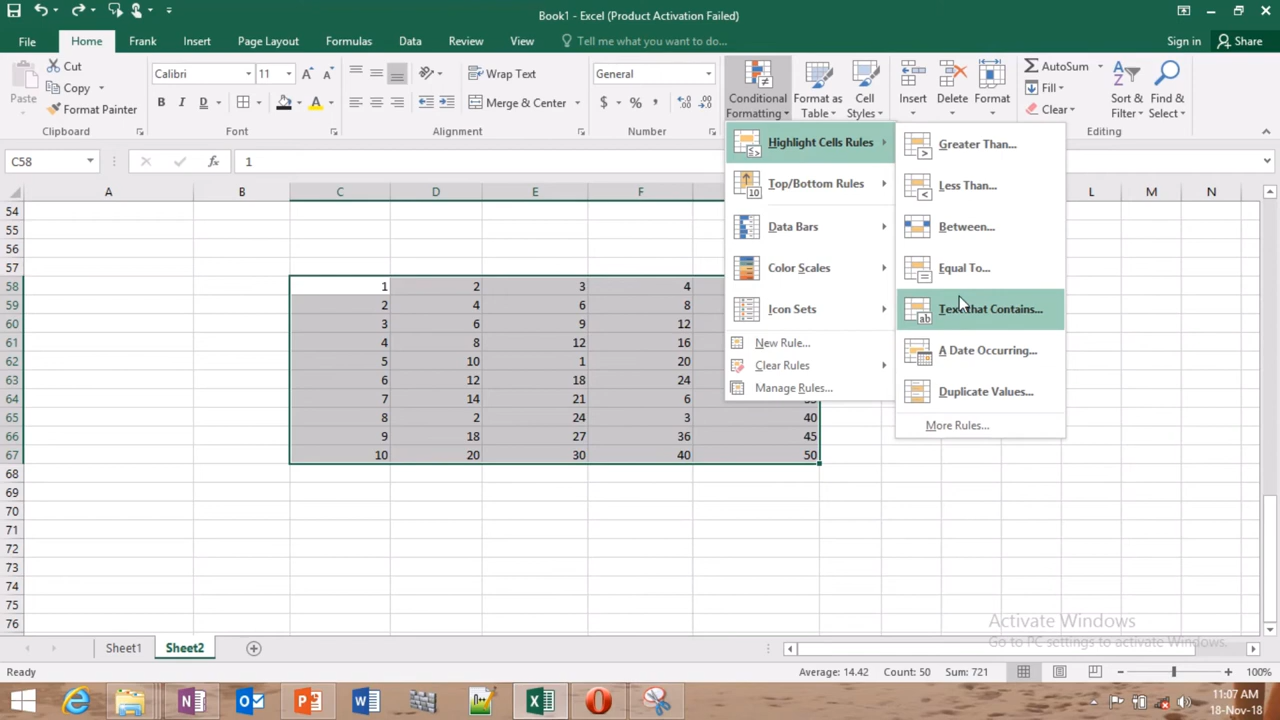 Book1 - Excel (Product Activation Failed)
File Home Frank Insert Page Layout Formulas Data Review View Tell me what you want to do... Sign in Share
Paste Cut Copy Format Painter Clipboard
Calibri 11 B I D A Font
Wrap Text Merge & Center Alignment
General $ % , Number
Conditional Formatting Format as Table Cell Styles
Insert Delete Format
AutoSum Fill Clear Sort & Filter Find & Select Editing
C58 fx 1
A B C D E F L M N
Highlight Cells Rules
Top/Bottom Rules
Data Bars
Color Scales
Icon Sets
New Rule...
Clear Rules
Manage Rules...
Greater Than...
Less Than...
Between...
Equal To...
Text that Contains...
A Date Occurring...
Duplicate Values...
More Rules...
54
55
56
57
58 1 2 3 4
59 2 4 6 8
60 3 6 9 12
61 4 8 12 16
62 5 10 1 20
63 6 12 18 24
64 7 14 21 6
65 8 2 24 3 40
66 9 18 27 36 45
67 10 20 30 40 50
68
69
70
71
72
73
74
75
76
Activate Windows
Go to PC settings to activate Windows.
Sheet1 Sheet2
Ready Average: 14.42 Count: 50 Sum: 721 100%
11:07 AM
18-Nov-18